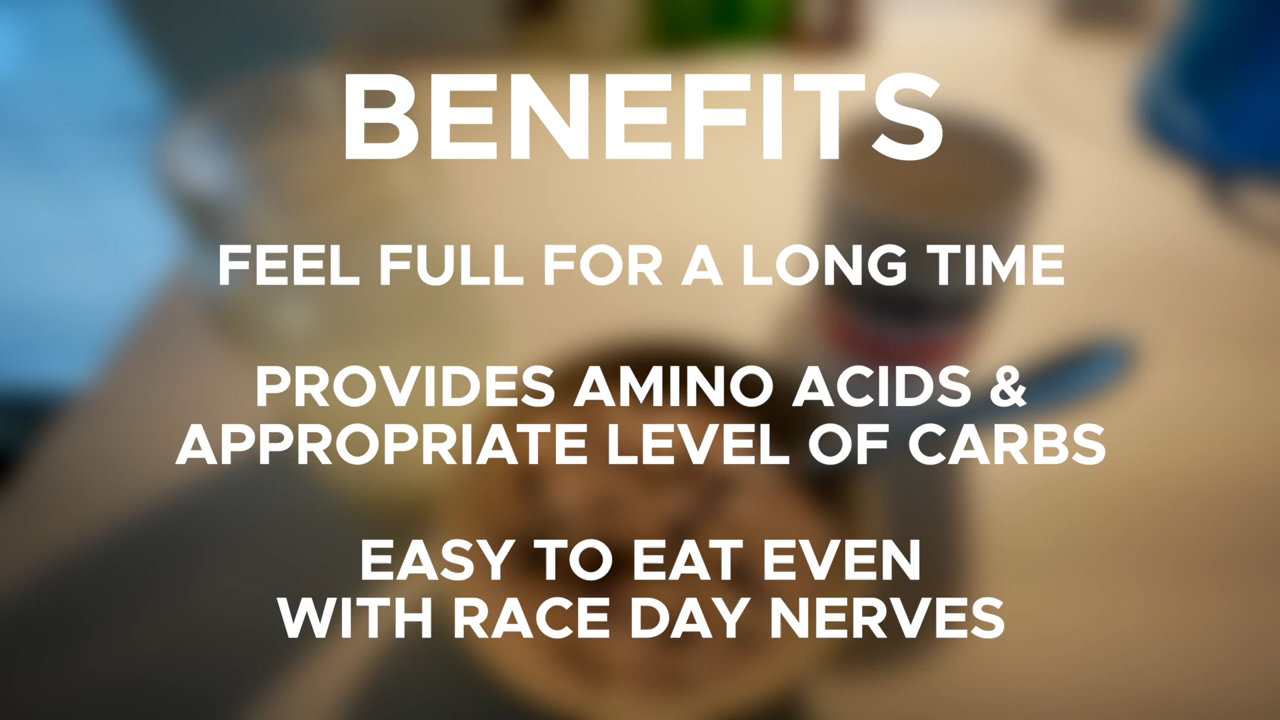 BENEFITS
FEEL FULL FOR A LONG TIME
PROVIDES AMINO ACIDS &
APPROPRIATE LEVEL OF CARBS
EASY TO EAT EVEN
WITH RACE DAY NERVES